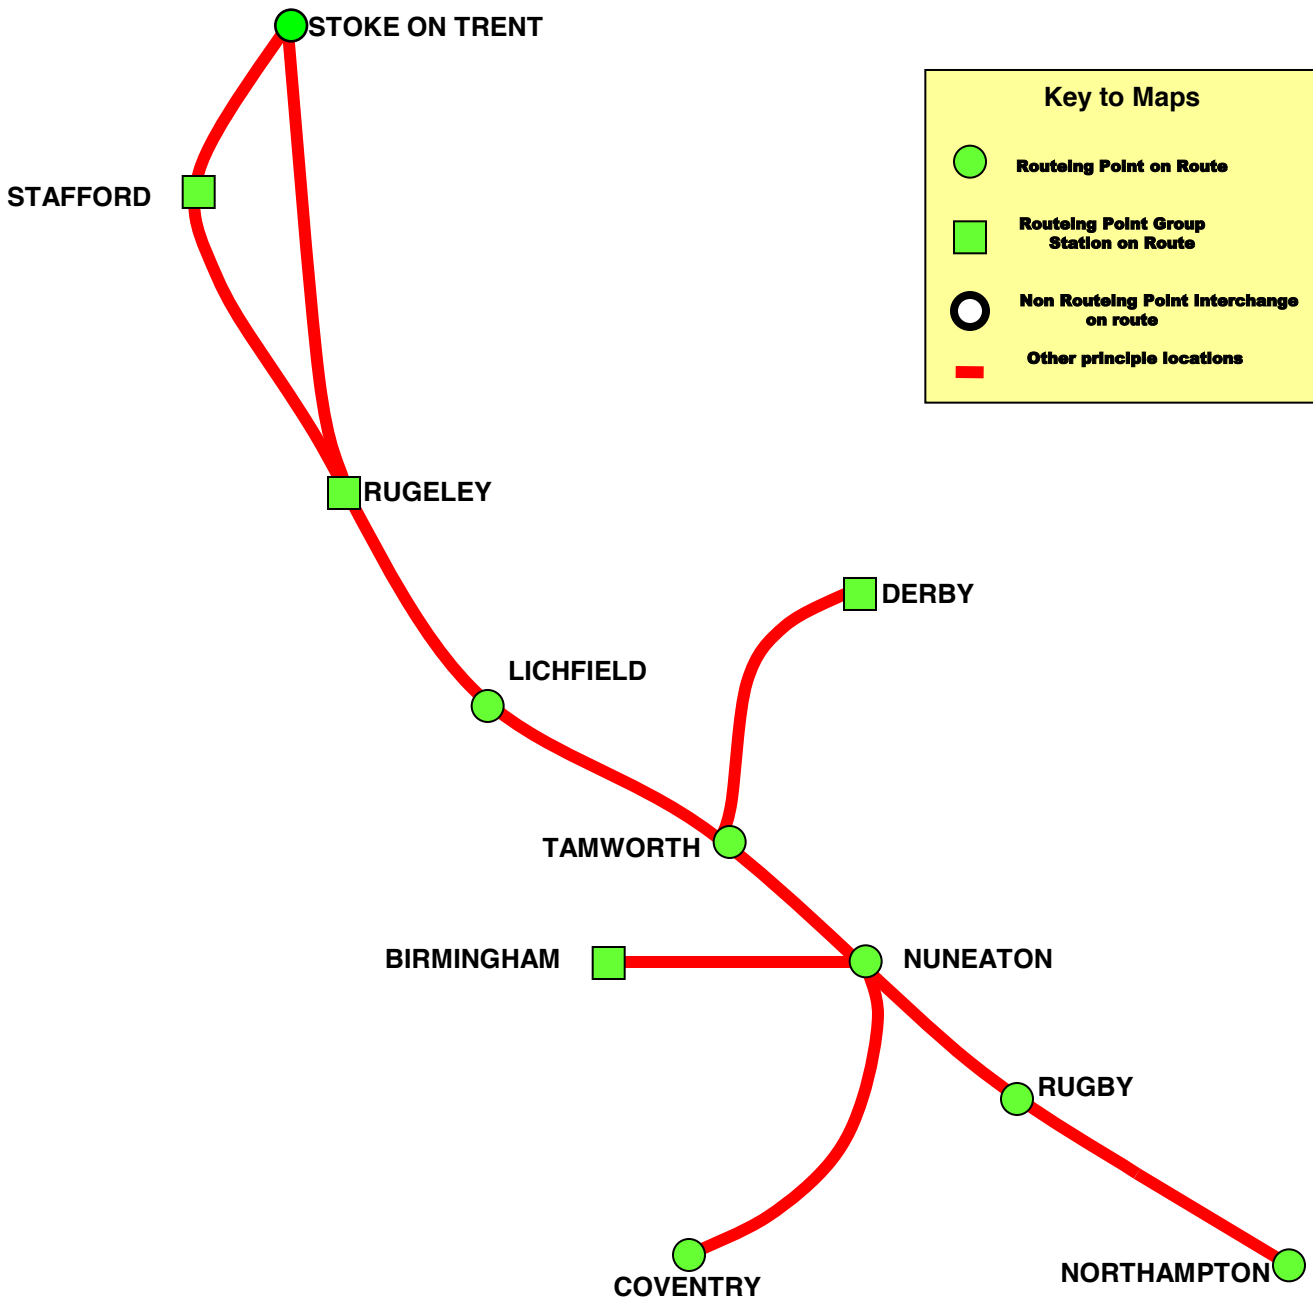 STOKE ON TRENT
Key to Maps
Routeing Point on Route
STAFFORD
Routeing Point Group
Station on Route
Non Routeing Point Interchange
on route
Other principle locations
RUGELEY
DERBY
LICHFIELD
TAMWORTH
BIRMINGHAM
NUNEATON
RUGBY
NORTHAMPTON
COVENTRY